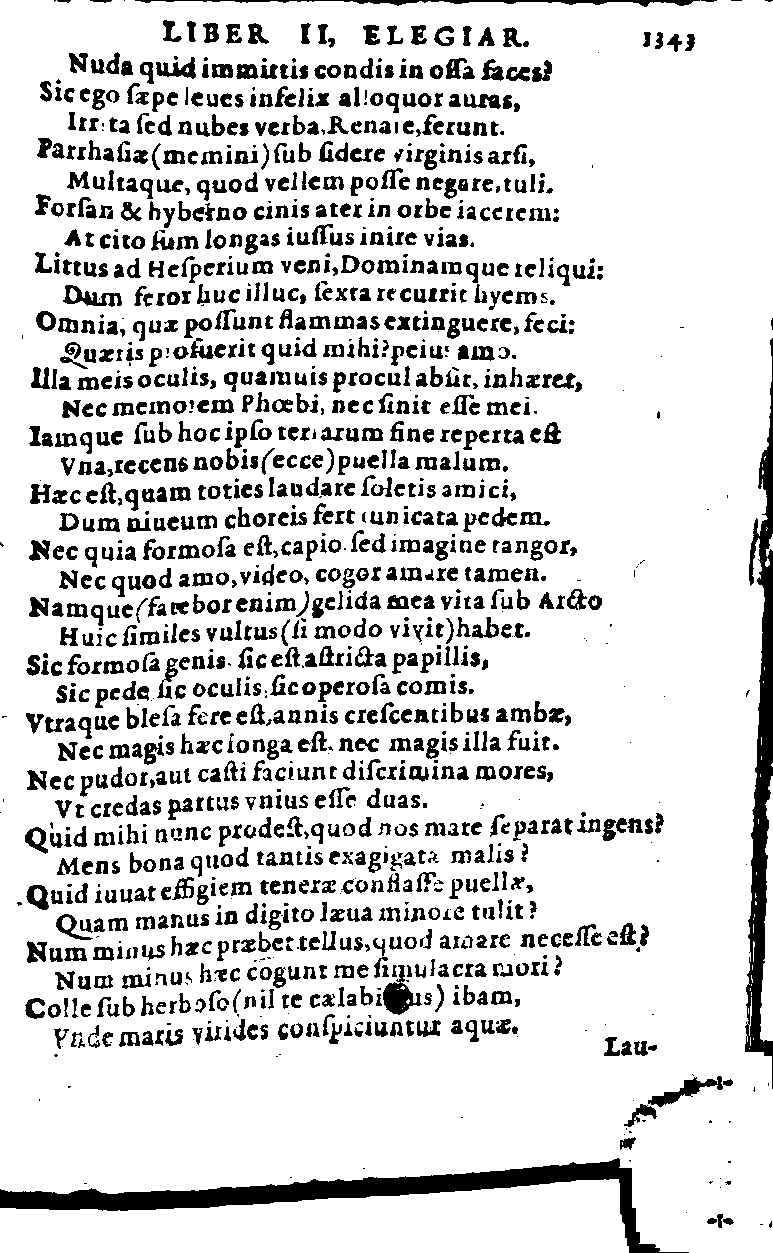 LIBER II, ELEGIAR. 1343
Nuda quid immittis condis in ossa faces?
Sic ego sæpe leues infelix alloquor auras,
Irrita sed nubes verba, Renate, ferunt.
Parrhasiæ (memini) sub sidere virginis arsi,
Multaque, quod vellem posse negare, tuli.
Forsan & hyberno cinis ater in orbe iacerem:
At cito sum longas iussus inire vias.
Littus ad Hesperium veni, Dominamque reliqui:
Dum feror huc illuc, sexta recurrit hyems.
Omnia, quæ possunt flammas extinguere, feci:
Quæris profuerit quid mihi? peius amo.
Illa meis oculis, quamuis procul absit, inhæret,
Nec memorem Phœbi, nec sinit esse mei.
Iamque sub hoc ipso terrarum fine reperta est
Vna, recens nobis (ecce) puella malum.
Hæc est, quam toties laudare soletis amici,
Dum niueum choreis fert tunicata pedem.
Nec quia formosa est, capior sed imagine tangor,
Nec quod amo, video, cogor amare tamen.
Namque (fatebor enim) gelida mea vita sub Arcto
Huic similes vultus (si modo vivit) habet.
Sic formosa genis. sic est astricta papillis,
Sic pede sic oculis, sic operosa comis.
Vtraque blesa fere est, annis crescentibus ambæ,
Nec magis hæc longa est. nec magis illa fuit.
Nec pudor, aut casti faciunt discrimina mores,
Vt credas partus vnius esse duas.
Quid mihi nunc prodest, quod nos mare separat ingens?
Mens bona quod tantis exagigata malis?
Quid iuuat effigiem teneræ conflasse puellæ,
Quam manus in digito læua minore tulit?
Num minus hæc præbet tellus, quod amare necesse est?
Num minus hæc cogunt me simulacra mori?
Colle sub herboso (nil te cælabimus) ibam,
Vnde maris virides conspiciuntur aquæ.
Lau-